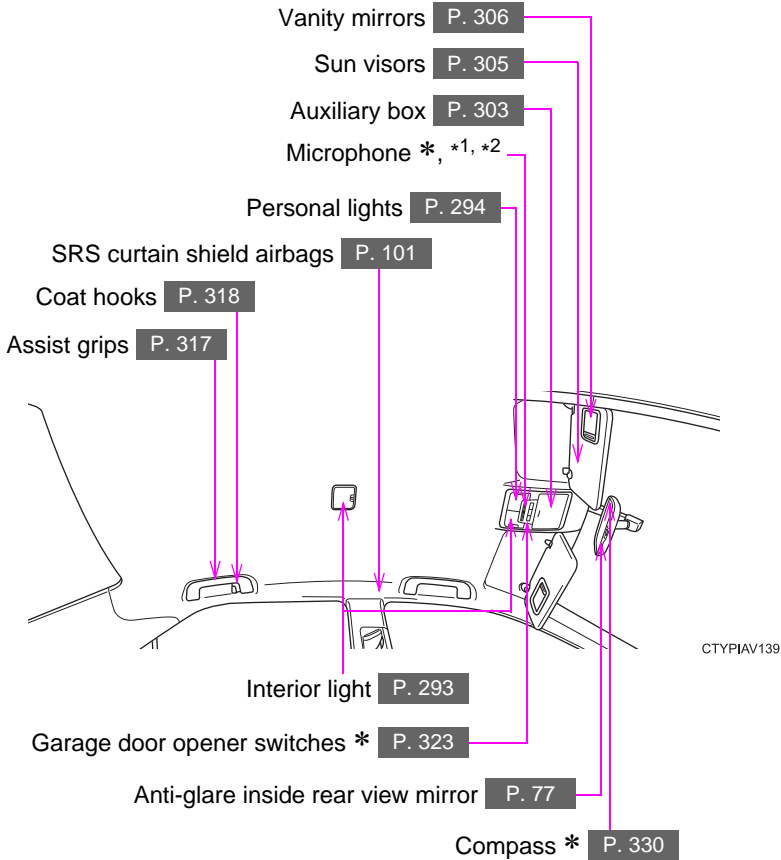 Vanity mirrors P. 306
Sun visors P. 305
Auxiliary box P. 303
Microphone *, *1, *2
Personal lights P. 294
SRS curtain shield airbags P. 101
Coat hooks P. 318
Assist grips P. 317
CTYPIAV139
Interior light P. 293
Garage door opener switches * P. 323
Anti-glare inside rear view mirror P. 77
Compass * P. 330